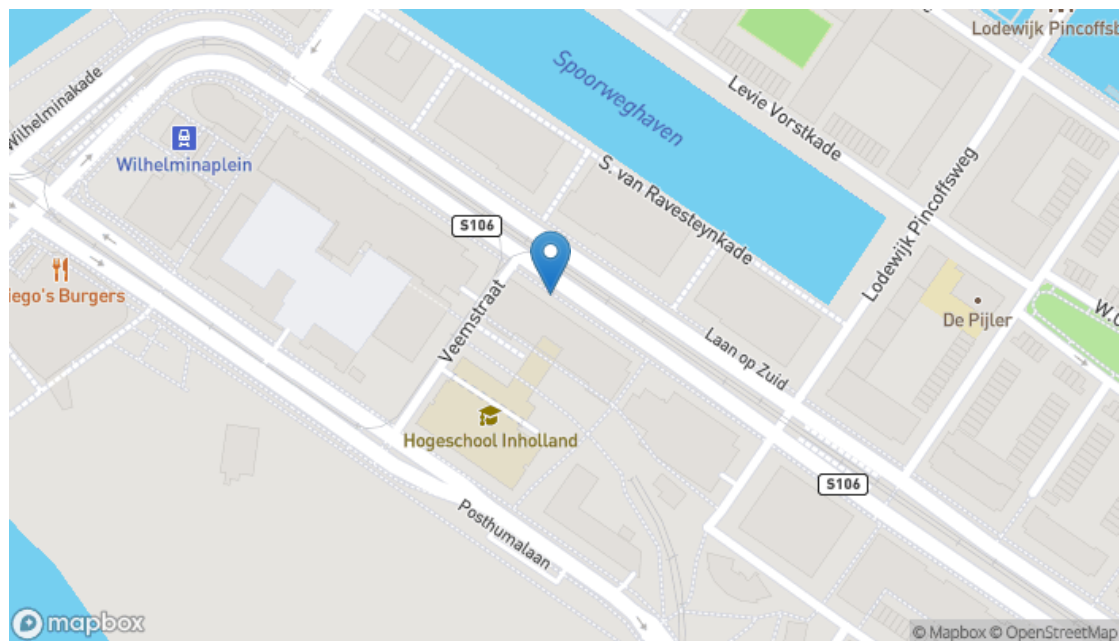 Lodewijk Pincoffsb
Wilhelminakade
Spoorweghaven
Levie Vorstkade
Wilhelminaplein
S. van Ravesteynkade
S106
Lodewijk Pincoffsweg
iego's Burgers
Veemstraat
De Pijler
W.
Laan op Zuid
Hogeschool Inholland
S106
Posthumalaan
mapbox
© Mapbox © OpenStreetMap